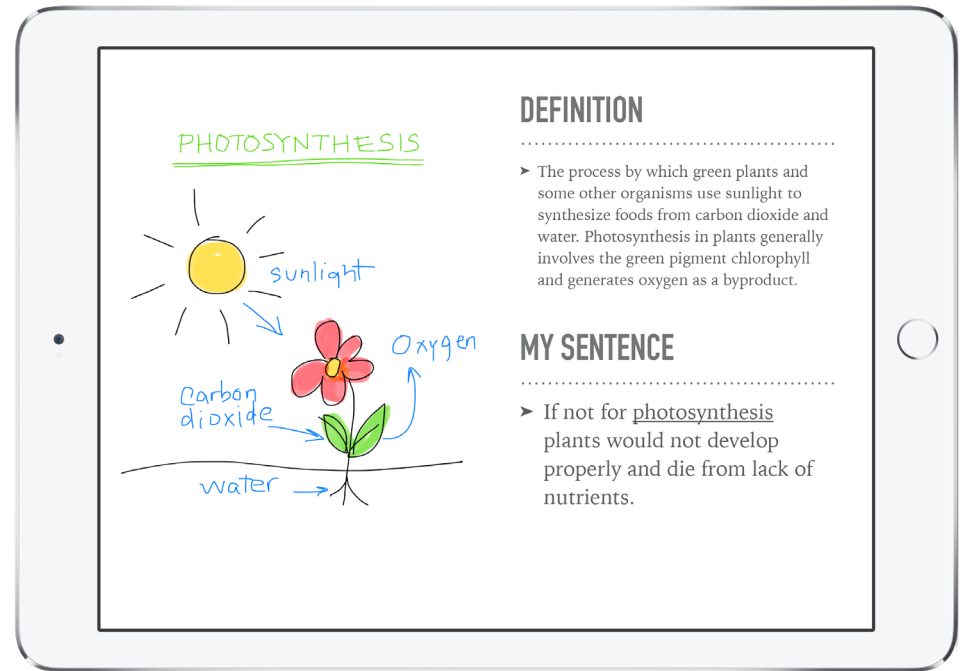 PHOTOSYNTHESIS
sunlight
Oxygen
Carbon
dioxide
water
DEFINITION
➤ The process by which green plants and
some other organisms use sunlight to
synthesize foods from carbon dioxide and
water. Photosynthesis in plants generally
involves the green pigment chlorophyll
and generates oxygen as a byproduct.
MY SENTENCE
➤ If not for photosynthesis
plants would not develop
properly and die from lack of
nutrients.